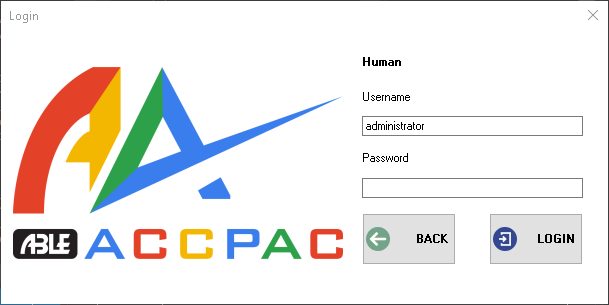 Login
Human
Username
administrator
Password
BACK
LOGIN
ABLE ACCPAC